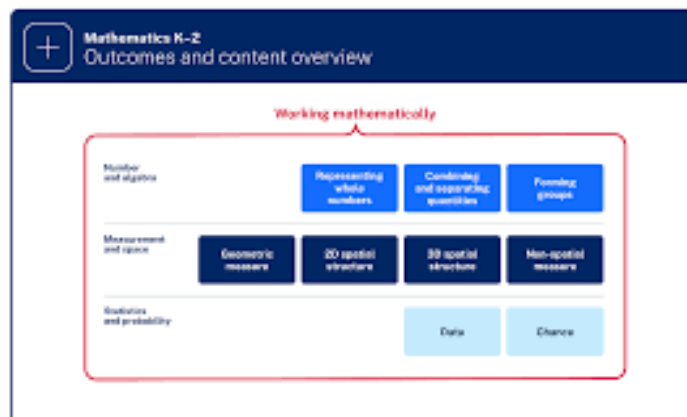 Mathematics K–2
Outcomes and content overview
Working mathematically
Number
and algebra
Representing
whole
numbers
Combining
and separating
quantities
Forming
groups
Measurement
and space
Geometric
measure
2D spatial
structure
3D spatial
structure
Non-spatial
measure
Statistics
and probability
Data
Chance